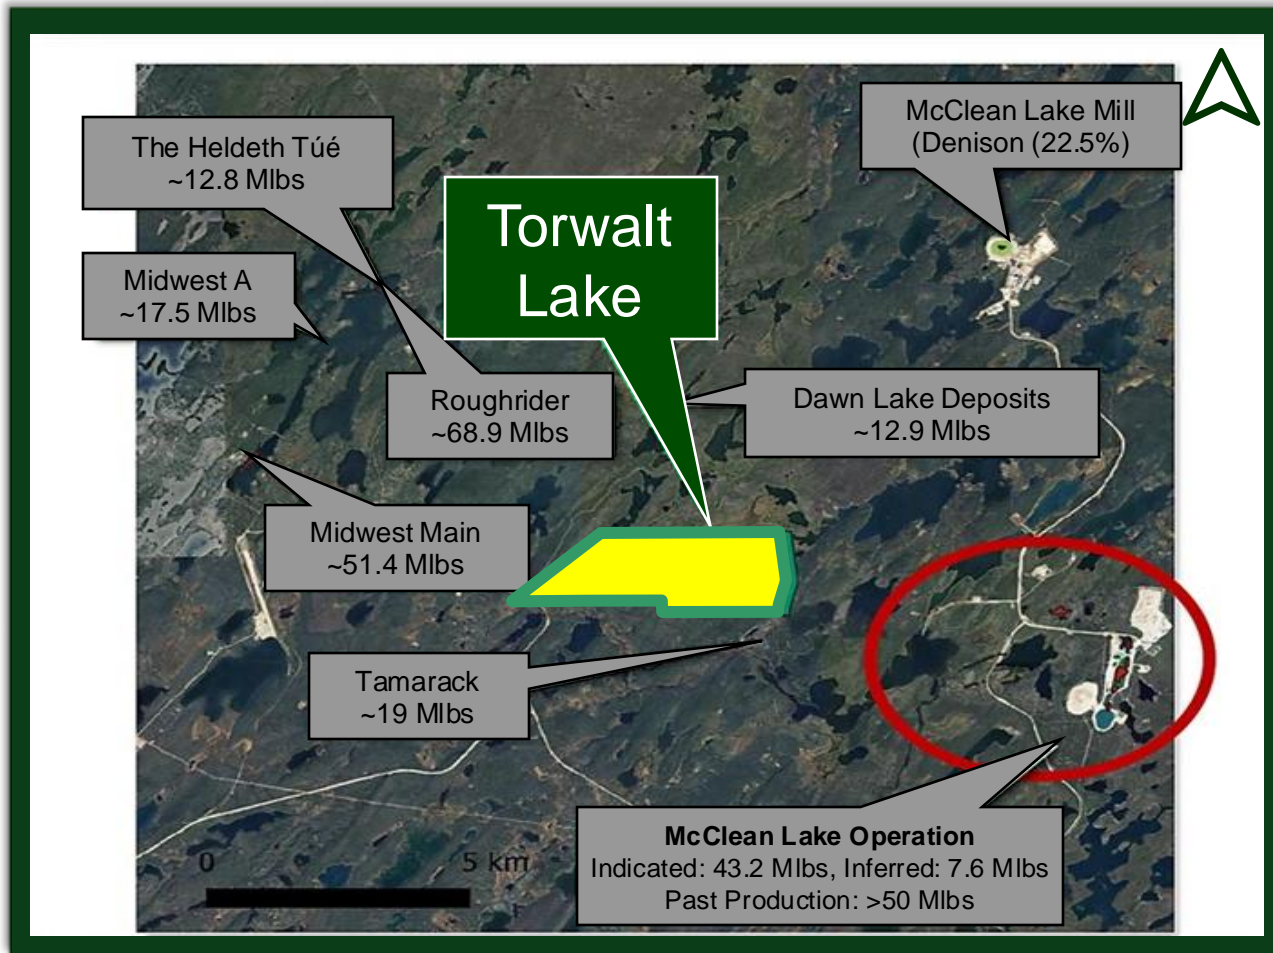 The Heldeth Túé
~12.8 Mlbs
McClean Lake Mill
(Denison (22.5%)
Torwalt
Lake
Midwest A
~17.5 Mlbs
Roughrider
~68.9 Mlbs
Dawn Lake Deposits
~12.9 Mlbs
Midwest Main
~51.4 Mlbs
Tamarack
~19 Mlbs
McClean Lake Operation
Indicated: 43.2 Mlbs, Inferred: 7.6 Mlbs
Past Production: >50 Mlbs
0 5 km